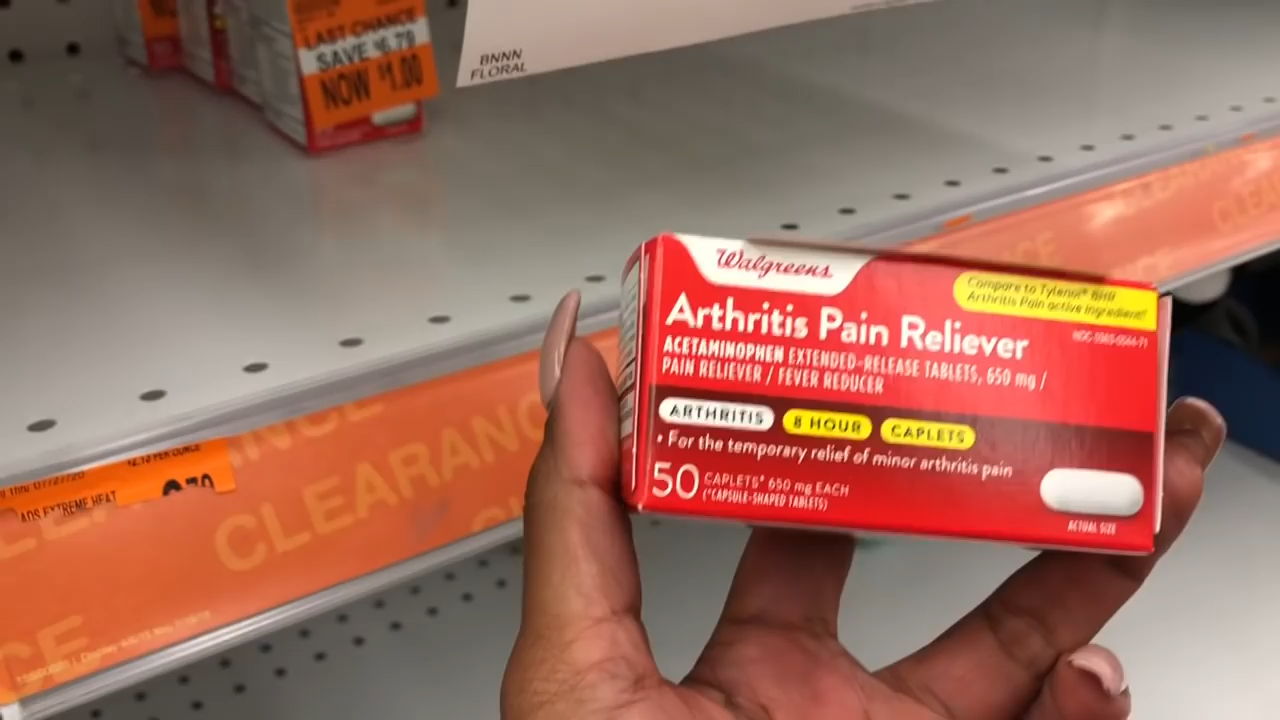 LAST CHANCE
SAVE $6.79
NOW $1.00
BNNN
FLORAL
Walgreens
Compare to Tylenol® 8HR
Arthritis Pain active ingredient!
Arthritis Pain Reliever
ACETAMINOPHEN EXTENDED-RELEASE TABLETS, 650 mg /
PAIN RELIEVER / FEVER REDUCER
ARTHRITIS
8 HOUR
CAPLETS
• For the temporary relief of minor arthritis pain
50 CAPLETS* 650 mg EACH
(*CAPSULE-SHAPED TABLETS)
ACTUAL SIZE
CLEARANCE
PER OUNCE
ADS EXTREME HEAT
CLEARANCE